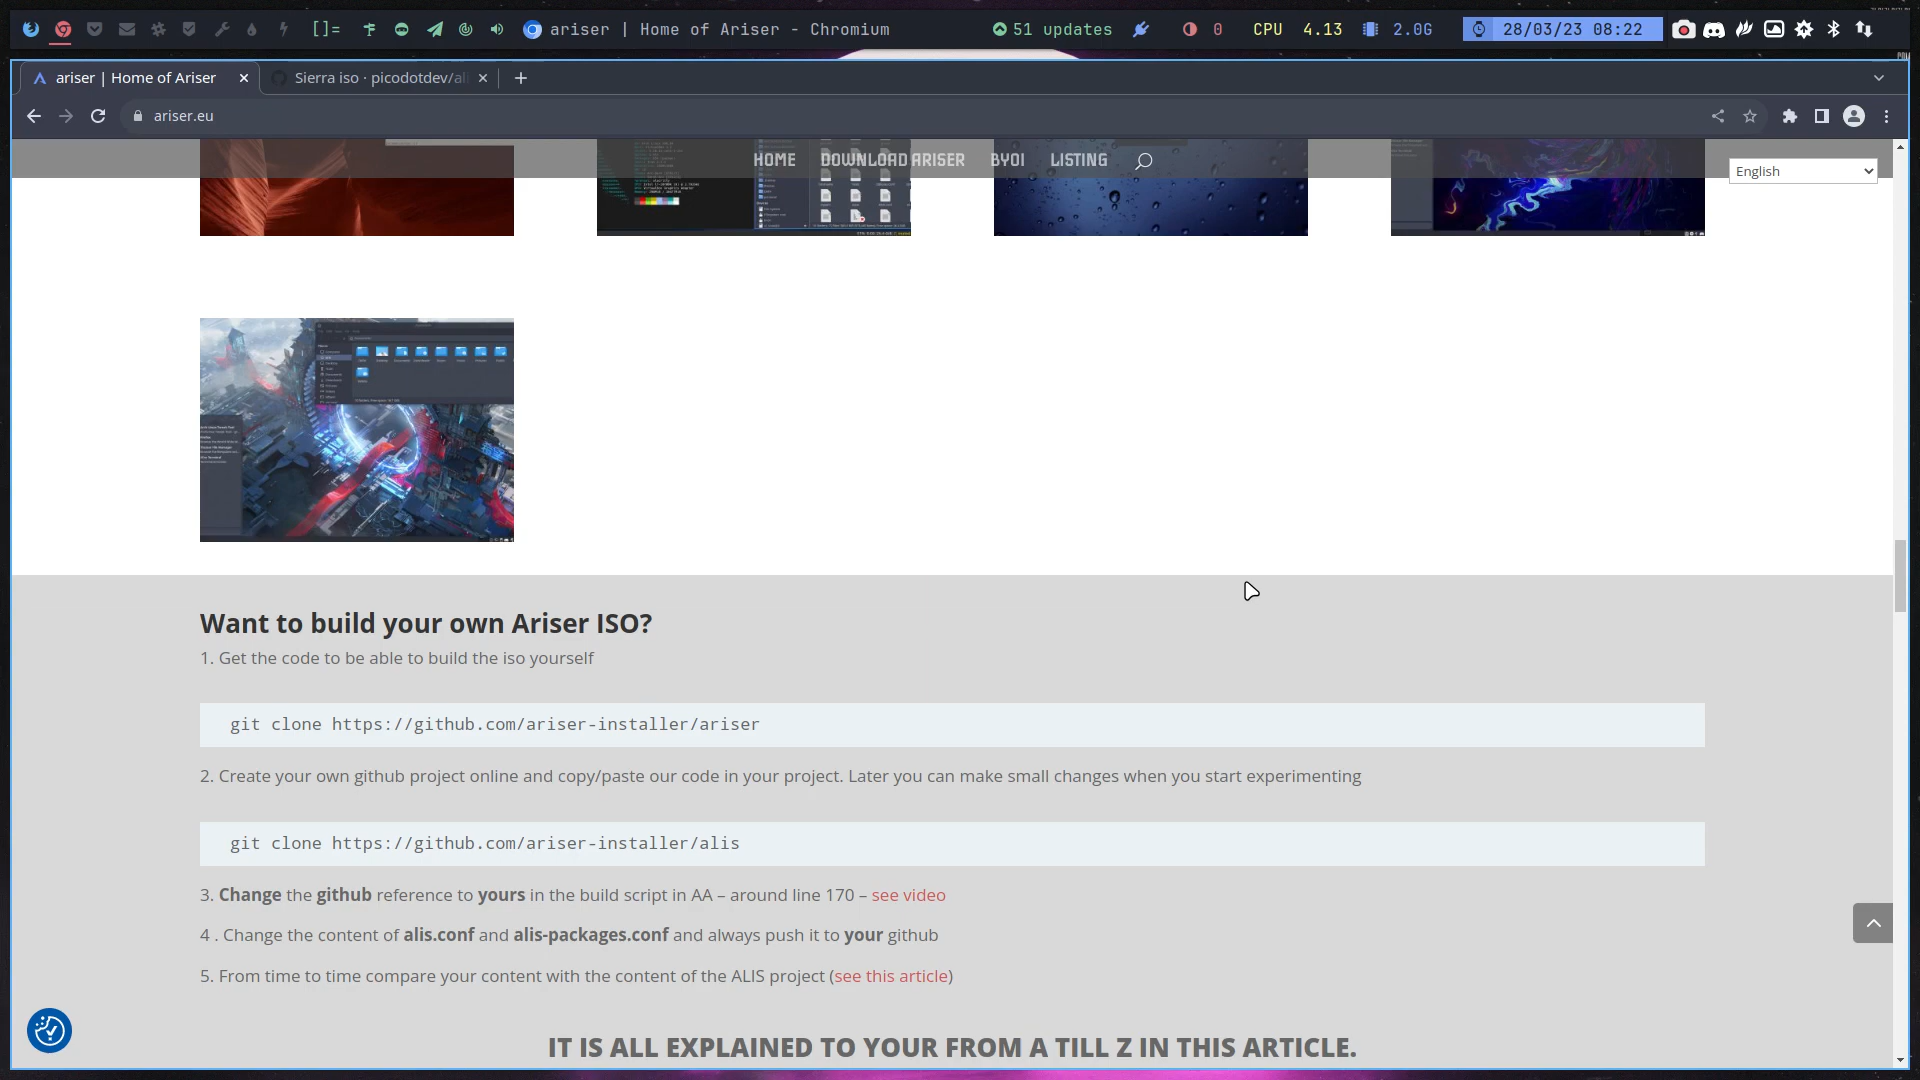 []=
ariser | Home of Ariser - Chromium
51 updates
0
CPU 4.13
2.0G
28/03/23 08:22
ariser | Home of Ariser
Sierra iso · picodotdev/al
ariser.eu
HOME
DOWNLOAD ARISER
BYOI
LISTING
English
Want to build your own Ariser ISO?
1. Get the code to be able to build the iso yourself
git clone https://github.com/ariser-installer/ariser
2. Create your own github project online and copy/paste our code in your project. Later you can make small changes when you start experimenting
git clone https://github.com/ariser-installer/alis
3. Change the github reference to yours in the build script in AA – around line 170 – see video
4 . Change the content of alis.conf and alis-packages.conf and always push it to your github
5. From time to time compare your content with the content of the ALIS project (see this article)
IT IS ALL EXPLAINED TO YOUR FROM A TILL Z IN THIS ARTICLE.